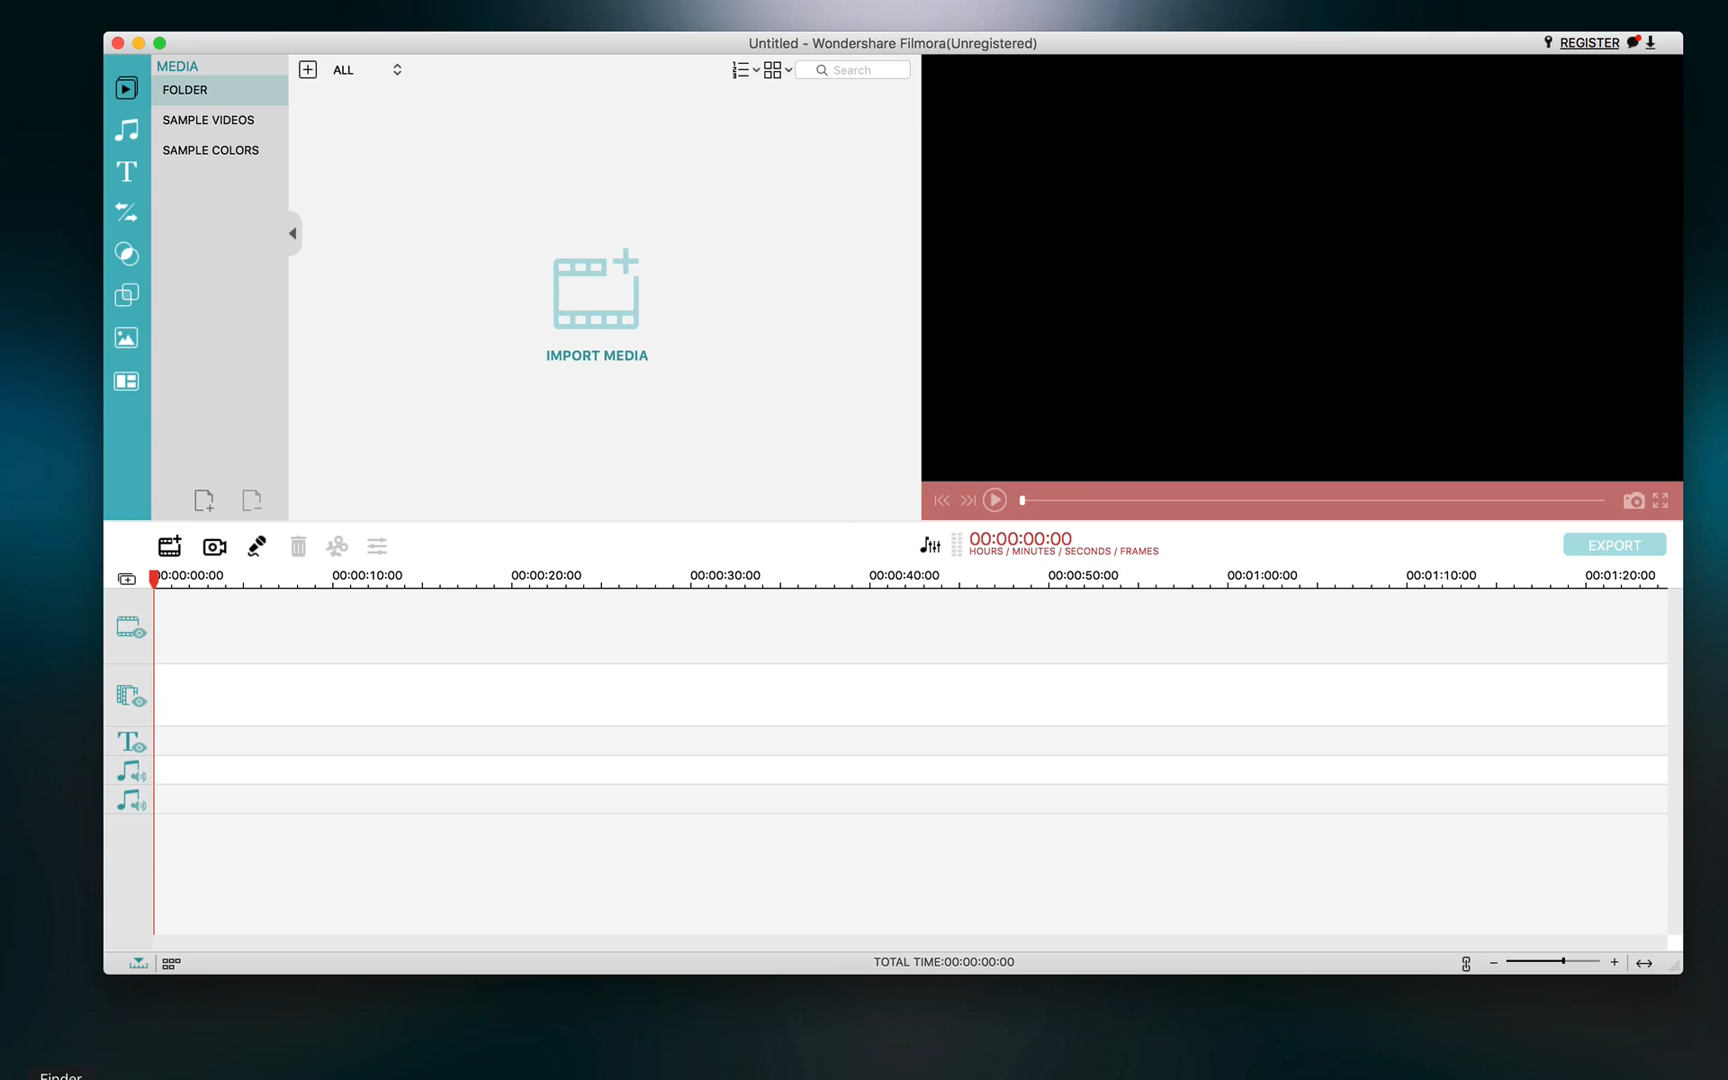 Untitled - Wondershare Filmora(Unregistered)
REGISTER
MEDIA
FOLDER
SAMPLE VIDEOS
SAMPLE COLORS
ALL
Search
IMPORT MEDIA
00:00:00:00
HOURS / MINUTES / SECONDS / FRAMES
EXPORT
00:00:00:00 00:00:10:00 00:00:20:00 00:00:30:00 00:00:40:00 00:00:50:00 00:01:00:00 00:01:10:00 00:01:20:00
TOTAL TIME:00:00:00:00
Finder